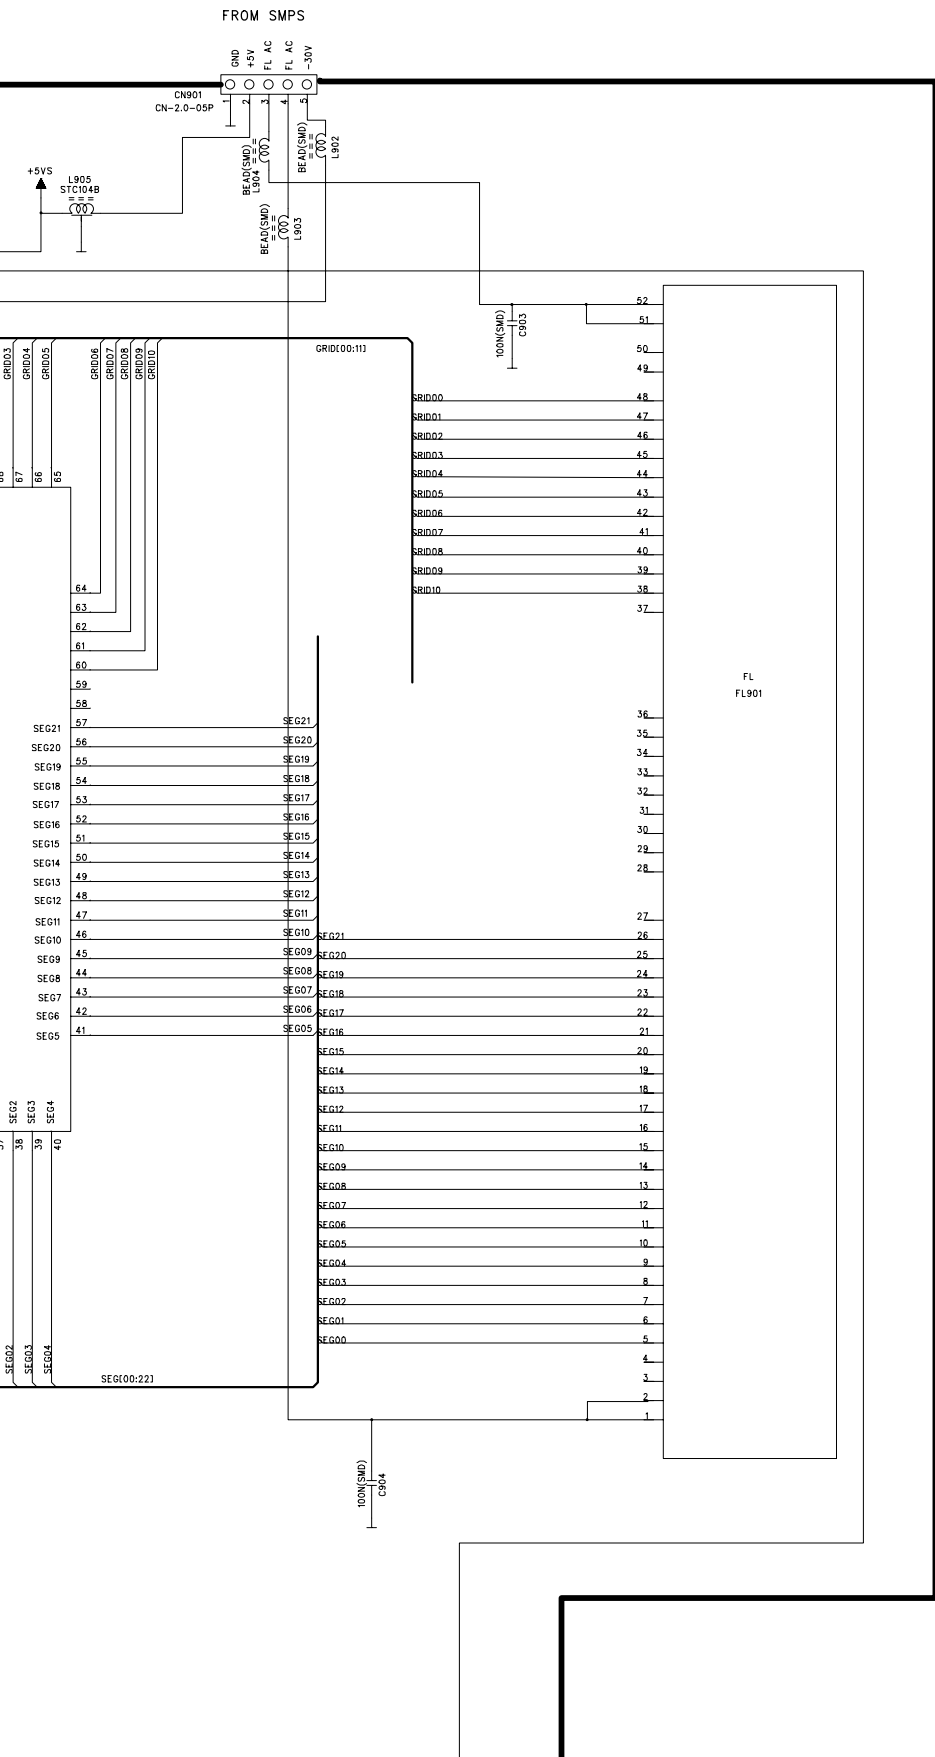 FROM SMPS
GND
+5V
FL AC
FL AC
-30V
CN901
CN-2.0-05P
1
2
3
4
5
BEAD(SMD)
L904
BEAD(SMD)
L902
BEAD(SMD)
L903
+5VS
L905
STC104B
100N(SMD)
C903
GRID[00:11]
GRID03
GRID04
GRID05
GRID06
GRID07
GRID08
GRID09
GRID10
67
66
65
64
63
62
61
60
59
58
57
56
55
54
53
52
51
50
49
48
47
46
45
44
43
42
41
SEG21
SEG20
SEG19
SEG18
SEG17
SEG16
SEG15
SEG14
SEG13
SEG12
SEG11
SEG10
SEG9
SEG8
SEG7
SEG6
SEG5
SEG21
SEG20
SEG19
SEG18
SEG17
SEG16
SEG15
SEG14
SEG13
SEG12
SEG11
SEG10
SEG09
SEG08
SEG07
SEG06
SEG05
SEG2
SEG3
SEG4
38
39
40
SEG02
SEG03
SEG04
SEG[00:22]
GRID00
GRID01
GRID02
GRID03
GRID04
GRID05
GRID06
GRID07
GRID08
GRID09
GRID10
SEG21
SEG20
SEG19
SEG18
SEG17
SEG16
SEG15
SEG14
SEG13
SEG12
SEG11
SEG10
SEG09
SEG08
SEG07
SEG06
SEG05
SEG04
SEG03
SEG02
SEG01
SEG00
52
51
50
49
48
47
46
45
44
43
42
41
40
39
38
37
36
35
34
33
32
31
30
29
28
27
26
25
24
23
22
21
20
19
18
17
16
15
14
13
12
11
10
9
8
7
6
5
4
3
2
1
FL
FL901
100N(SMD)
C904